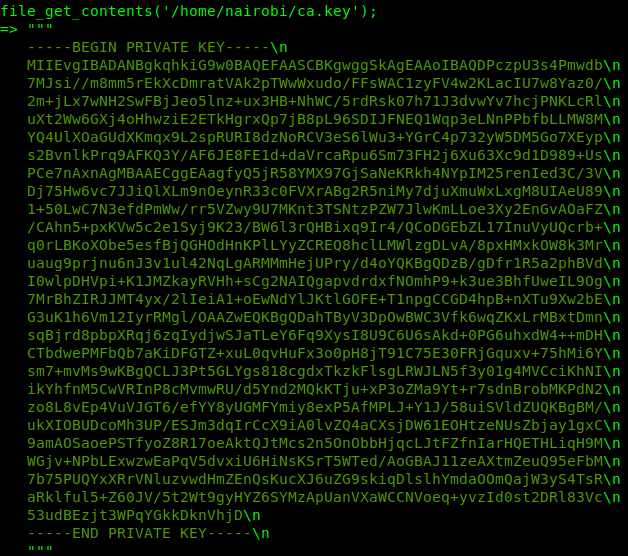 file_get_contents('/home/nairobi/ca.key');
=> """
-----BEGIN PRIVATE KEY-----\n
MIIEvgIBADANBgkqhkiG9w0BAQEFAASCBKgwggSkAgEAAoIBAQDPczpU3s4Pmwdb\n
7MJsi//m8mm5rEkXcDmratVAk2pTWwWxudo/FFsWAC1zyFV4w2KLacIU7w8Yaz0/\n
2m+jLx7wNH2SwFBjJeo5lnz+ux3HB+NhWC/5rdRsk07h71J3dvwYv7hcjPNKLcRl\n
uXt2Ww6GXj4oHhwziE2ETkHgrxQp7jB8pL96SDIJFNEQ1Wqp3eLNnPPbfbLLMW8M\n
YQ4UlXOaGUdXKmqx9L2spRURI8dzNoRCV3eS6lWu3+YGrC4p732yW5DM5Go7XEyp\n
s2BvnlkPrq9AFKQ3Y/AF6JE8FE1d+daVrcaRpu6Sm73FH2j6Xu63Xc9d1D989+Us\n
PCe7nAxnAgMBAAECggEAagfyQ5jR58YMX97GjSaNeKRkh4NYpIM25renIed3C/3V\n
Dj75Hw6vc7JJiQlXLm9nOeynR33c0FVXrABg2R5niMy7djuXmuWxLxgM8UIAeU89\n
1+50LwC7N3efdPmWw/rr5VZwy9U7MKnt3TSNtzPZW7JlwKmLLoe3Xy2EnGvAOaFZ\n
/CAhn5+pxKVw5c2e1Syj9K23/BW6l3rQHBixq9Ir4/QCoDGEbZL17InuVyUQcrb+\n
q0rLBKoXObe5esfBjQGHOdHnKPlLYyZCREQ8hclLMWlzgDLvA/8pxHMxkOW8k3Mr\n
uaug9prjnu6nJ3v1ul42NqLgARMMmHejUPry/d4oYQKBgQDzB/gDfr1R5a2phBVd\n
I0wlpDHVpi+K1JMZkayRVHh+sCg2NAIQgapvdrdxfNOmhP9+k3ue3BhfUweIL9Og\n
7MrBhZIRJJMT4yx/2lIeiA1+oEwNdYlJKtlGOFE+T1npgCCGD4hpB+nXTu9Xw2bE\n
G3uK1h6Vm12IyrRMgl/OAAZwEQKBgQDahTByV3DpOwBWC3Vfk6wqZKxLrMBxtDmn\n
sqBjrd8pbpXRqj6zqIydjwSJaTLeY6Fq9XysI8U9C6U6sAkd+0PG6uhxdW4++mDH\n
CTbdwePMFbQb7aKiDFGTZ+xuL0qvHuFx3o0pH8jT91C75E30FRjGquxv+75hMi6Y\n
sm7+mvMs9wKBgQCLJ3Pt5GLYgs818cgdxTkzkFlsgLRWJLN5f3y01g4MVCciKhNI\n
ikYhfnM5CwVRInP8cMvmwRU/d5Ynd2MQkKTju+xP3oZMa9Yt+r7sdnBrobMKPdN2\n
zo8L8vEp4VuVJGT6/efYY8yUGMFYmiy8exP5AfMPLJ+Y1J/58uiSVldZUQKBgBM/\n
ukXIOBUDcoMh3UP/ESJm3dqIrCcX9iA0lvZQ4aCXsjDW61EOHtzeNUsZbjay1gxC\n
9amAOSaoePSTfyoZ8R17oeAktQJtMcs2n5OnObbHjqcLJtFZfnIarHQETHLiqH9M\n
WGjv+NPbLExwzwEaPqV5dvxiU6HiNsKSrT5WTed/AoGBAJ11zeAXtmZeuQ95eFbM\n
7b75PUQYxXRrVNluzvwdHmZEnQsKucXJ6uZG9skiqDlslhYmdaOOmQajW3yS4TsR\n
aRklful5+Z60JV/5t2Wt9gyHYZ6SYMzApUanVXaWCCNVoeq+yvzId0st2DRl83Vc\n
53udBEzjt3WPqYGkkDknVhjD\n
-----END PRIVATE KEY-----\n
"""